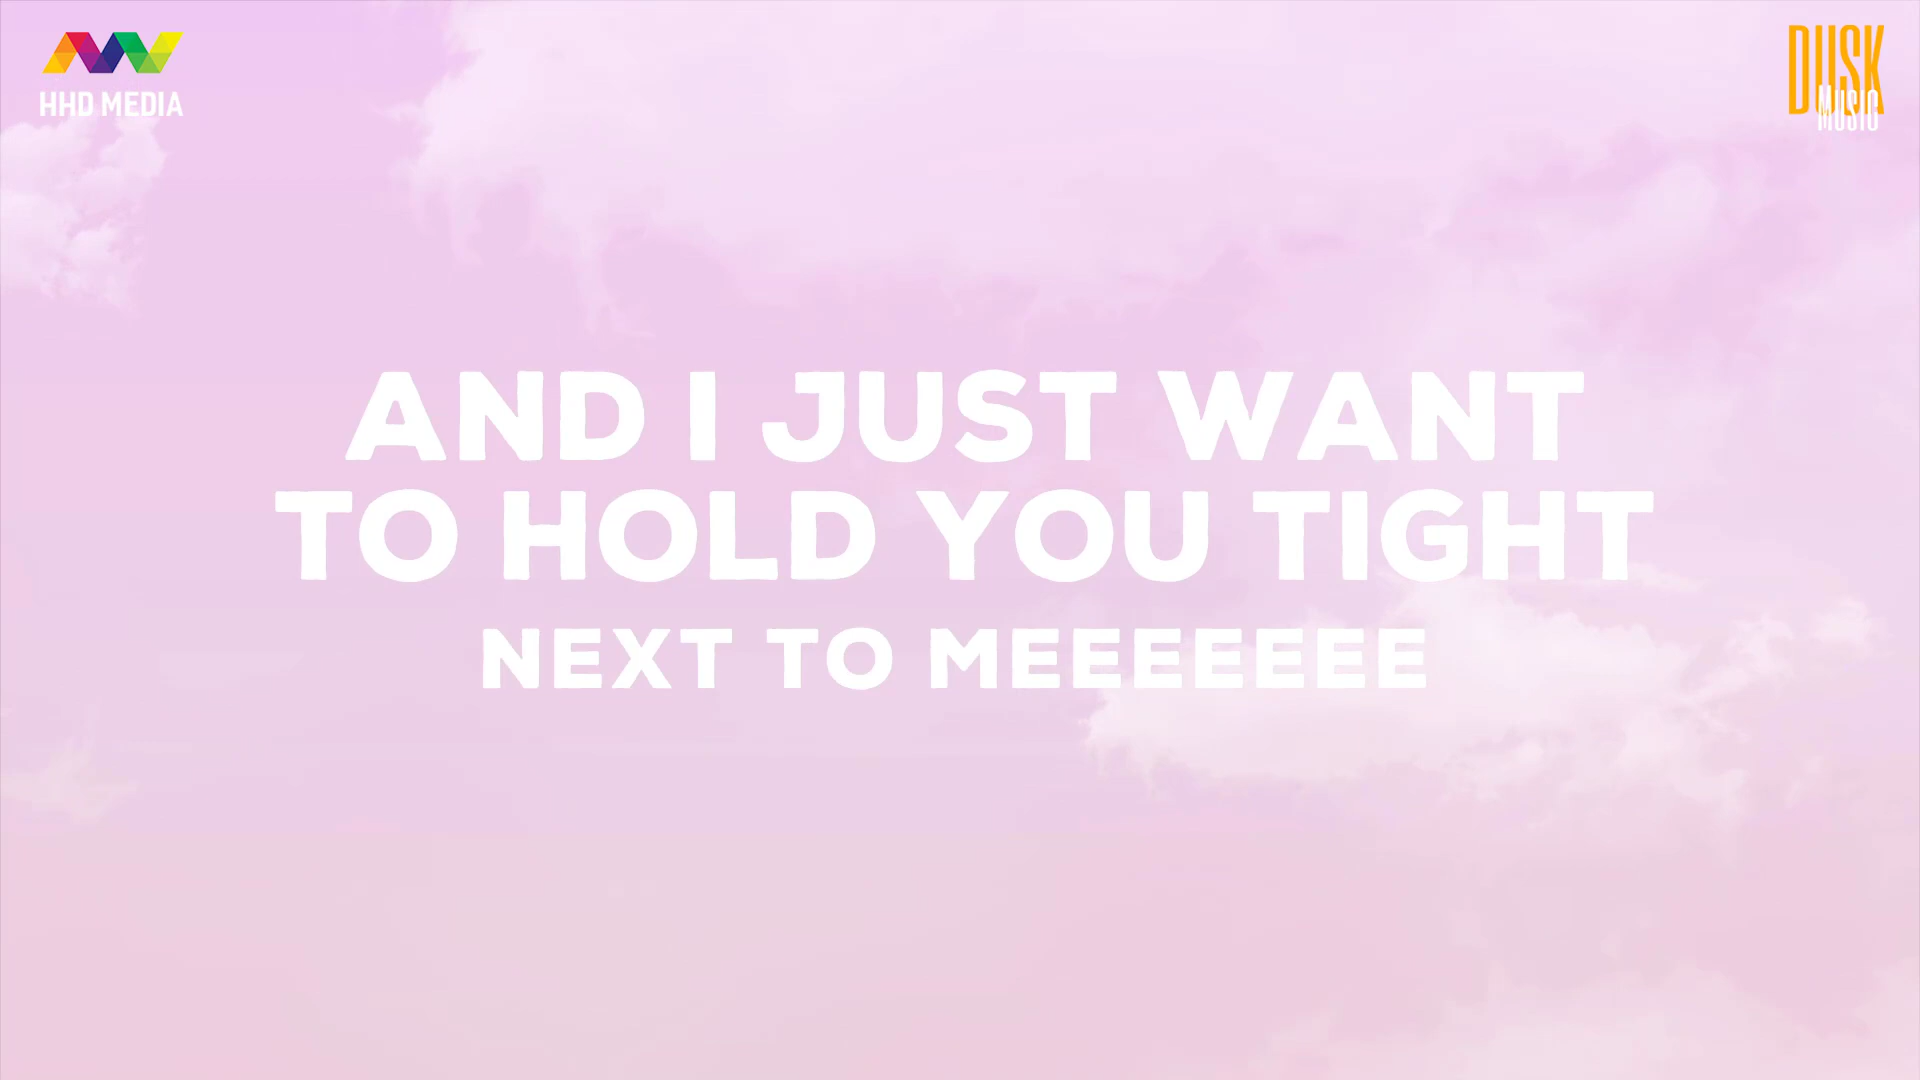 HHD MEDIA
DUSK
MUSIC
AND I JUST WANT
TO HOLD YOU TIGHT
NEXT TO MEEEEEEE